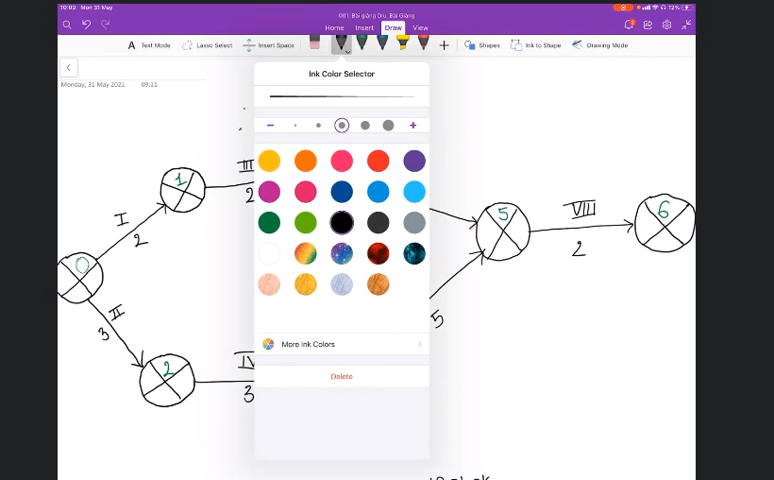 10:02 Mon 31 May
12%
001. Bài giảng Dịu, Bài Giảng
Home Insert Draw View
2
A Text Mode Lasso Select Insert Space Shapes Ink to Shape Drawing Mode
Monday, 31 May 2021 09:11
Ink Color Selector
More Ink Colors
Delete
1
III
2
I
2
5
VIII
2
6
0
II
3
5
2
IV
3